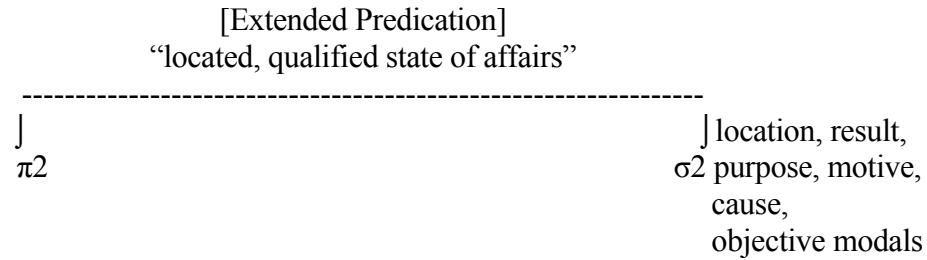 [Extended Predication]
“located, qualified state of affairs”
-----------------------------------------------------------------
⌡ ⌡ location, result,
π2 σ2 purpose, motive,
cause,
objective modals